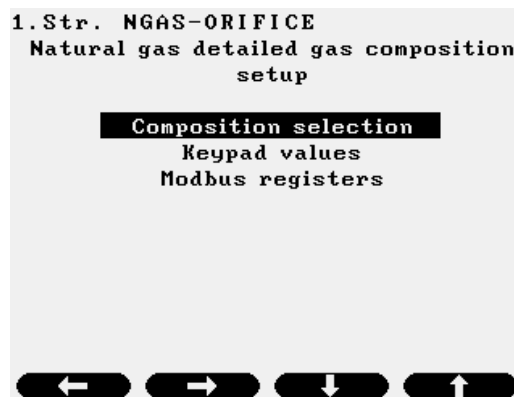 1.Str. NGAS-ORIFICE
Natural gas detailed gas composition
setup
Composition selection
Keypad values
Modbus registers